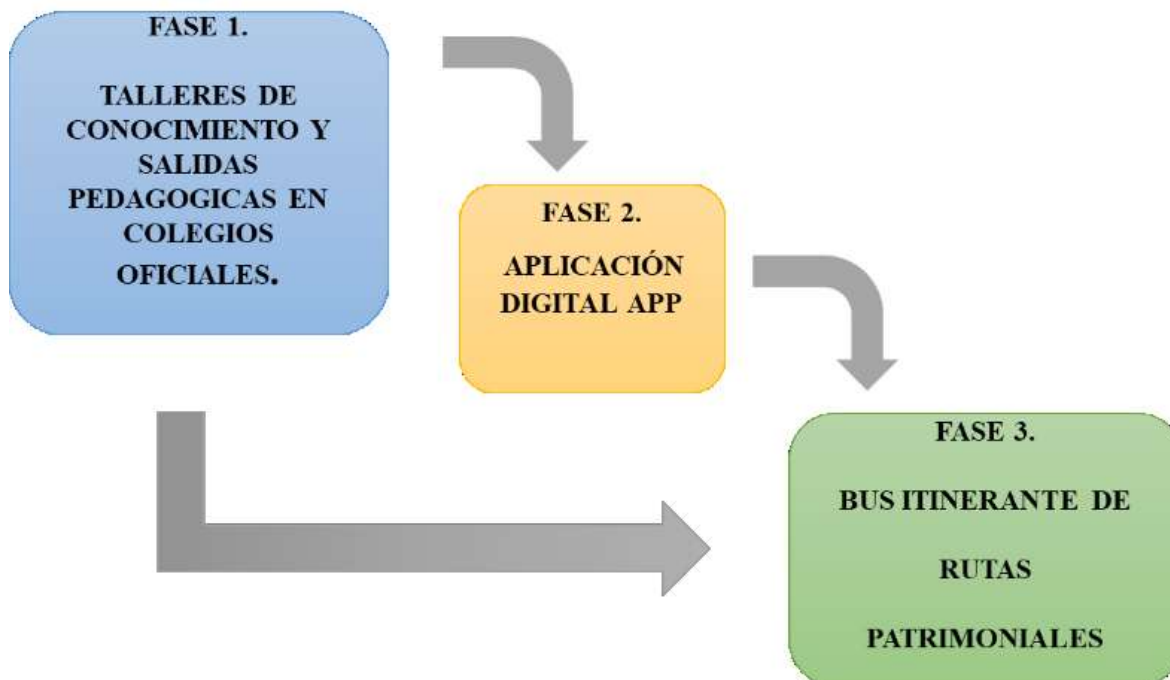 FASE 1.
TALLERES DE
CONOCIMIENTO Y
SALIDAS
PEDAGOGICAS EN
COLEGIOS
OFICIALES.
FASE 2.
APLICACIÓN
DIGITAL APP
FASE 3.
BUS ITINERANTE DE
RUTAS
PATRIMONIALES